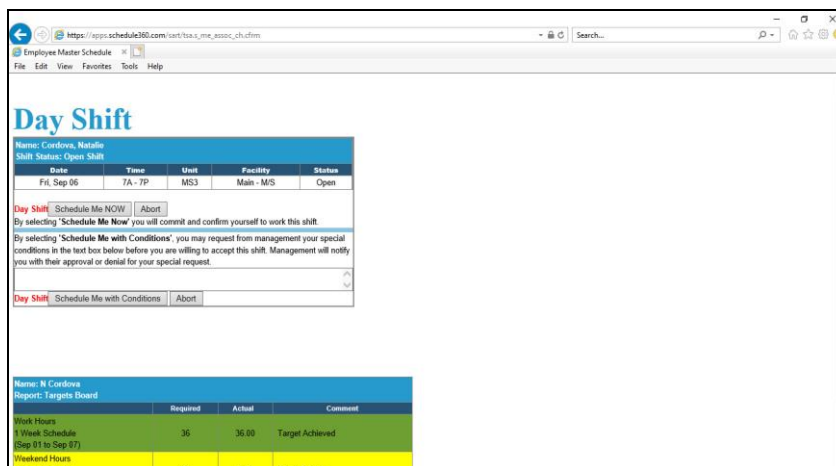 https://apps.schedule360.com/sart/tsa.s_me_assoc_ch.cfm
Search...
Employee Master Schedule
File Edit View Favorites Tools Help
Day Shift
Name: Cordova, Natalie
Shift Status: Open Shift
Date Time Unit Facility Status
Fri, Sep 06 7A - 7P MS3 Main - M/S Open
Day Shift Schedule Me NOW Abort
By selecting 'Schedule Me Now' you will commit and confirm yourself to work this shift.
By selecting 'Schedule Me with Conditions', you may request from management your special
conditions in the text box below before you are willing to accept this shift. Management will notify
you with their approval or denial for your special request.
Day Shift Schedule Me with Conditions Abort
Name: N Cordova
Report: Targets Board
Required Actual Comment
Work Hours
1 Week Schedule 36 36.00 Target Achieved
(Sep 01 to Sep 07)
Weekend Hours